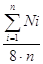 n
∑ Ni
i=1
8 · n